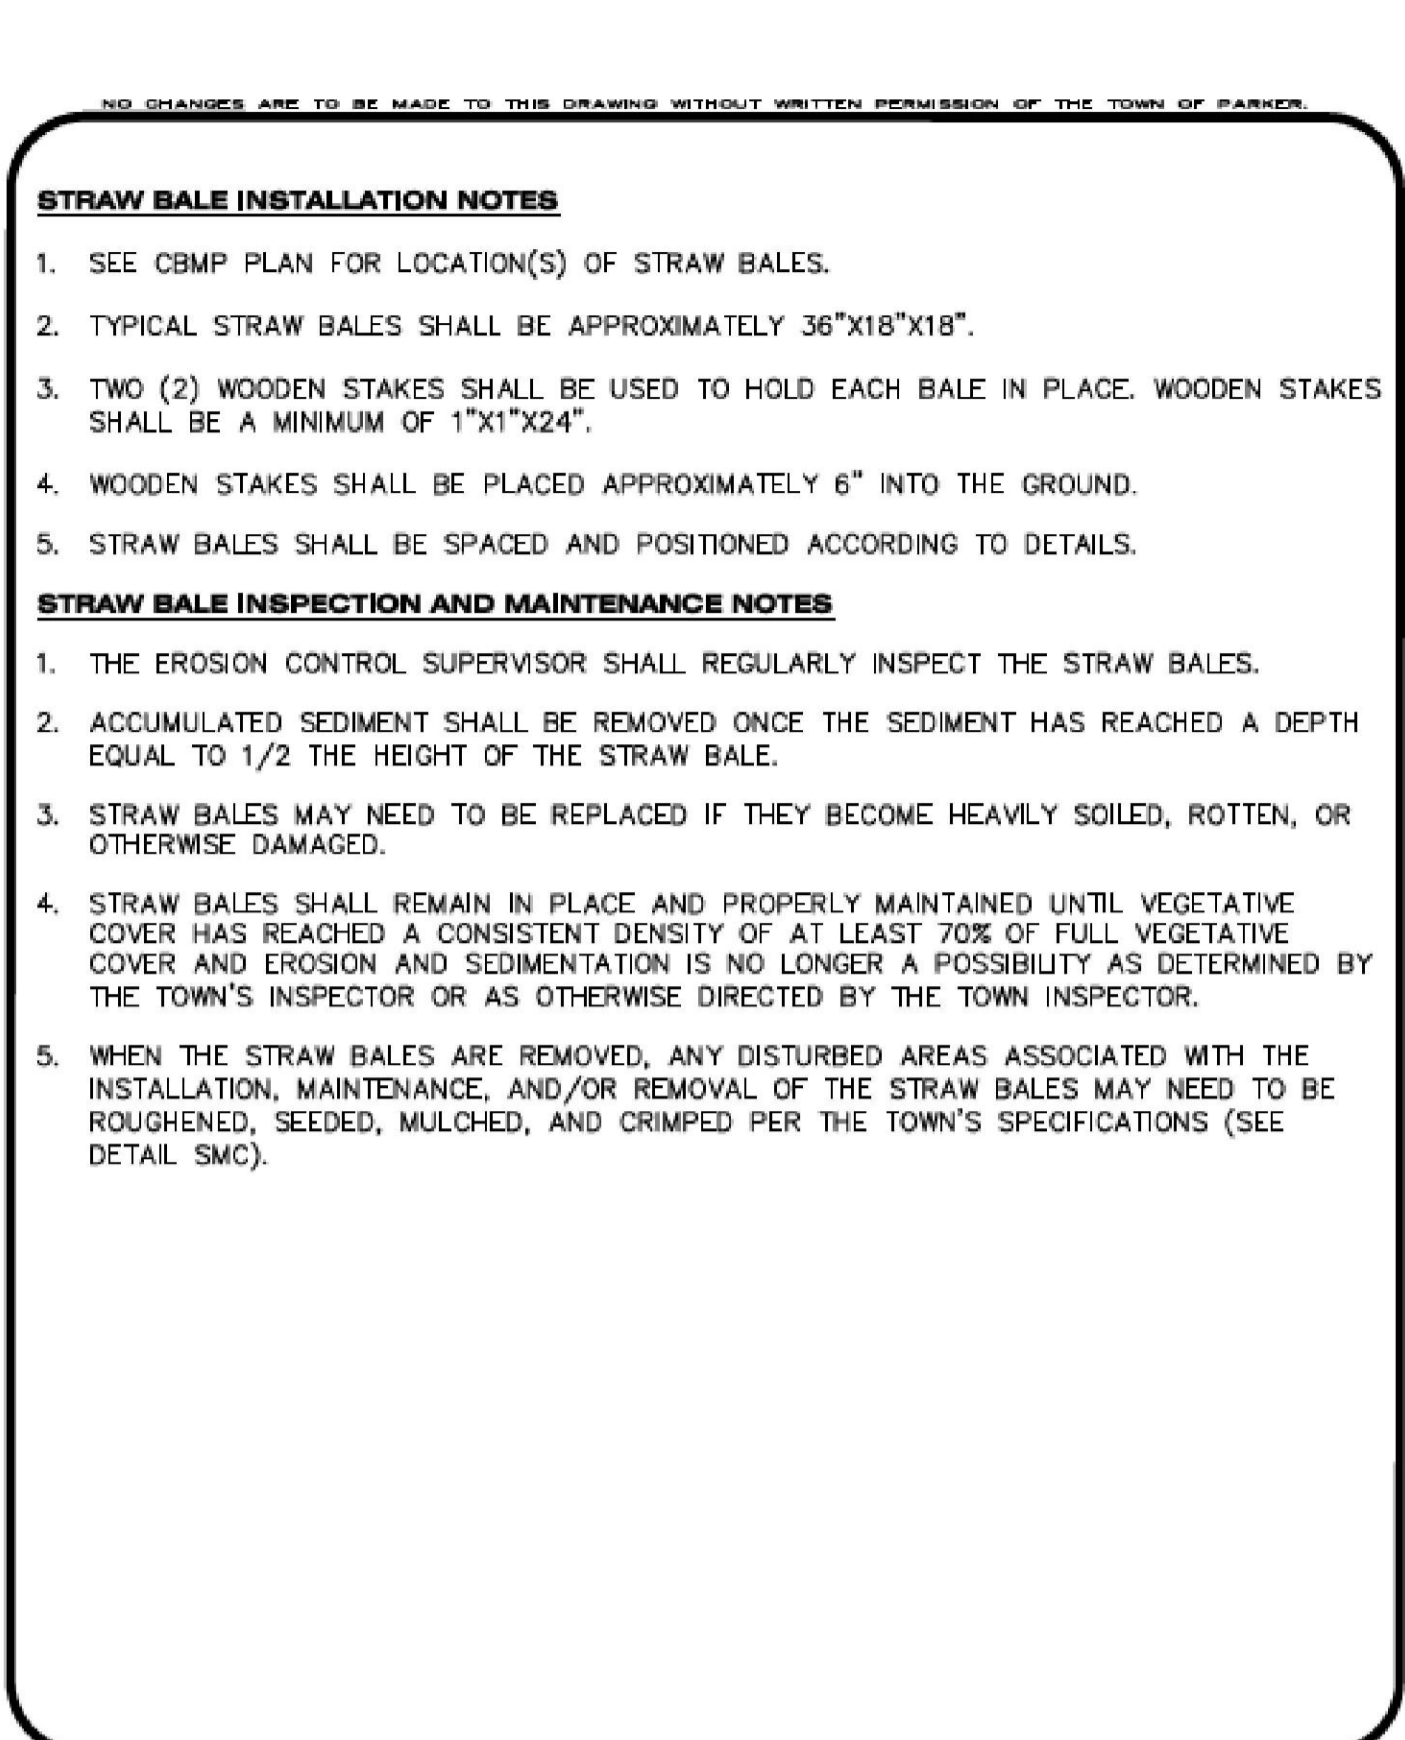 NO CHANGES ARE TO BE MADE TO THIS DRAWING WITHOUT WRITTEN PERMISSION OF THE TOWN OF PARKER.
STRAW BALE INSTALLATION NOTES
1. SEE CBMP PLAN FOR LOCATION(S) OF STRAW BALES.
2. TYPICAL STRAW BALES SHALL BE APPROXIMATELY 36"X18"X18".
3. TWO (2) WOODEN STAKES SHALL BE USED TO HOLD EACH BALE IN PLACE. WOODEN STAKES
SHALL BE A MINIMUM OF 1"X1"X24".
4. WOODEN STAKES SHALL BE PLACED APPROXIMATELY 6" INTO THE GROUND.
5. STRAW BALES SHALL BE SPACED AND POSITIONED ACCORDING TO DETAILS.
STRAW BALE INSPECTION AND MAINTENANCE NOTES
1. THE EROSION CONTROL SUPERVISOR SHALL REGULARLY INSPECT THE STRAW BALES.
2. ACCUMULATED SEDIMENT SHALL BE REMOVED ONCE THE SEDIMENT HAS REACHED A DEPTH
EQUAL TO 1/2 THE HEIGHT OF THE STRAW BALE.
3. STRAW BALES MAY NEED TO BE REPLACED IF THEY BECOME HEAVILY SOILED, ROTTEN, OR
OTHERWISE DAMAGED.
4. STRAW BALES SHALL REMAIN IN PLACE AND PROPERLY MAINTAINED UNTIL VEGETATIVE
COVER HAS REACHED A CONSISTENT DENSITY OF AT LEAST 70% OF FULL VEGETATIVE
COVER AND EROSION AND SEDIMENTATION IS NO LONGER A POSSIBILITY AS DETERMINED BY
THE TOWN'S INSPECTOR OR AS OTHERWISE DIRECTED BY THE TOWN INSPECTOR.
5. WHEN THE STRAW BALES ARE REMOVED, ANY DISTURBED AREAS ASSOCIATED WITH THE
INSTALLATION, MAINTENANCE, AND/OR REMOVAL OF THE STRAW BALES MAY NEED TO BE
ROUGHENED, SEEDED, MULCHED, AND CRIMPED PER THE TOWN'S SPECIFICATIONS (SEE
DETAIL SMC).